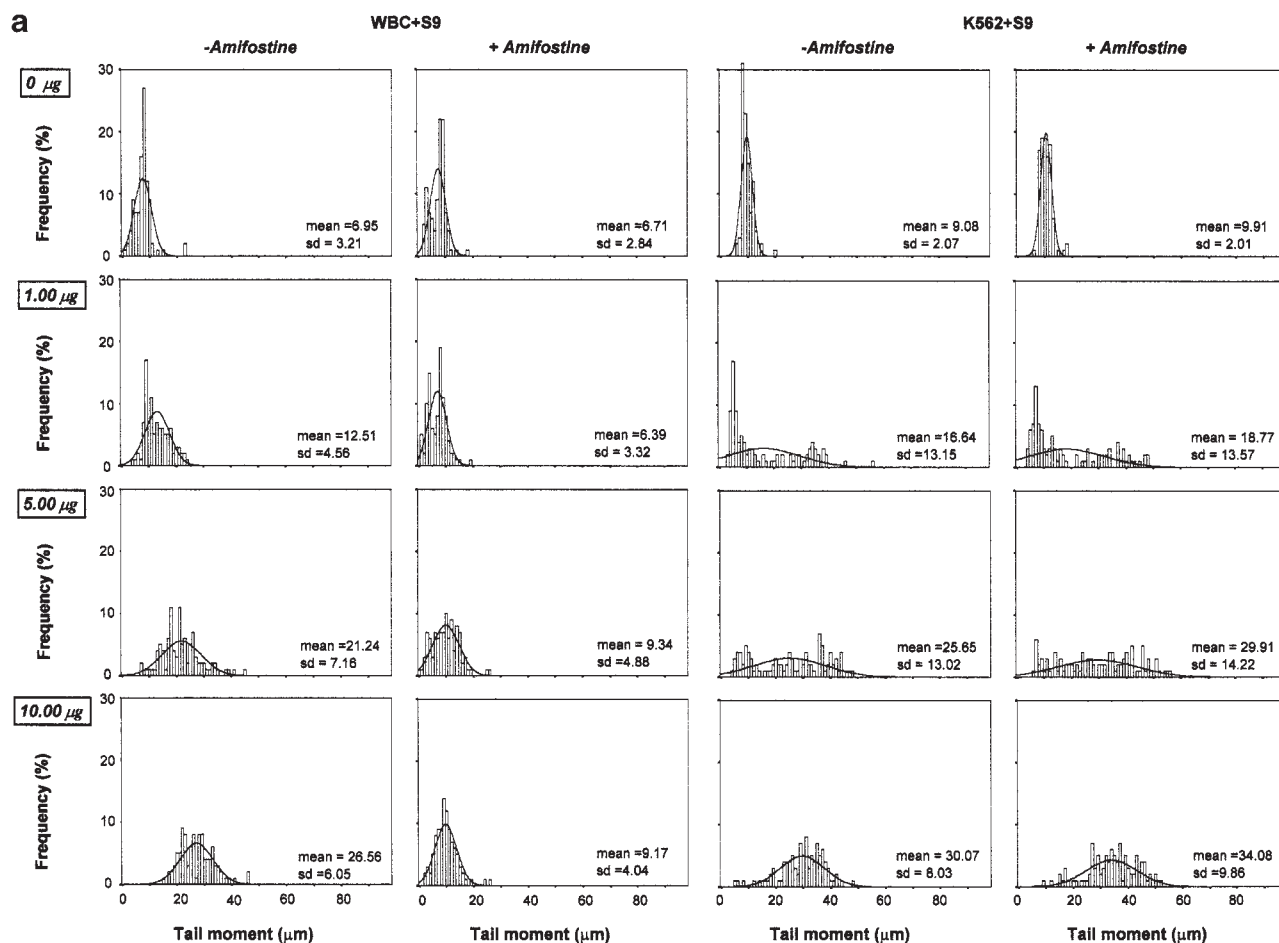 a
WBC+S9
K562+S9
-Amifostine
+ Amifostine
-Amifostine
+ Amifostine
0 µg
Frequency (%)
30
20
10
0
mean =6.95
sd = 3.21
mean =6.71
sd = 2.84
mean = 9.08
sd = 2.07
mean =9.91
sd = 2.01
1.00 µg
Frequency (%)
30
20
10
0
mean =12.51
sd =4.56
mean =6.39
sd = 3.32
mean =16.64
sd =13.15
mean = 18.77
sd =13.57
5.00 µg
Frequency (%)
30
20
10
0
mean =21.24
sd = 7.16
mean = 9.34
sd =4.88
mean =25.65
sd = 13.02
mean =29.91
sd = 14.22
10.00 µg
Frequency (%)
30
20
10
0
mean = 26.56
sd =6.05
mean =9.17
sd = 4.04
mean =30.07
sd = 8.03
mean =34.08
sd =9.86
0 20 40 60 80
0 20 40 60 80
0 20 40 60 80
0 20 40 60 80
Tail moment (µm)
Tail moment (µm)
Tail moment (µm)
Tail moment (µm)